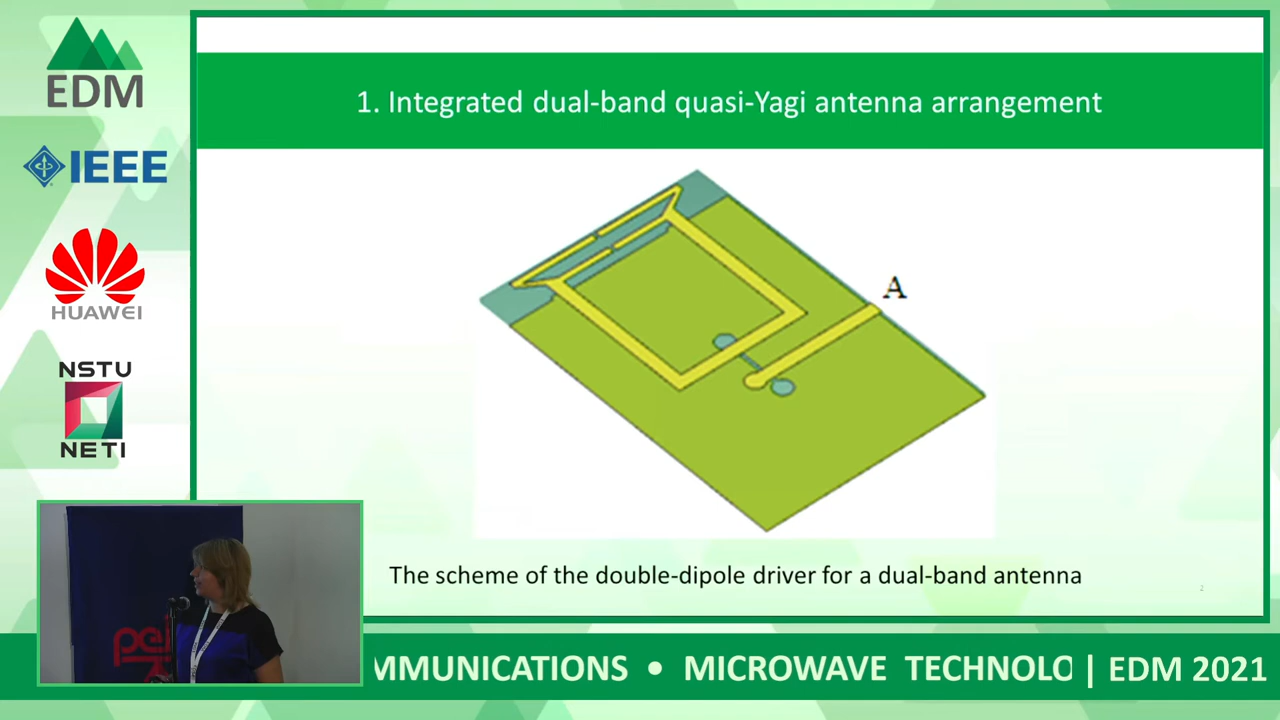 EDM
IEEE
HUAWEI
NSTU
NETI
1. Integrated dual-band quasi-Yagi antenna arrangement
A
The scheme of the double-dipole driver for a dual-band antenna
2
MMUNICATIONS • MICROWAVE TECHNOLO | EDM 2021